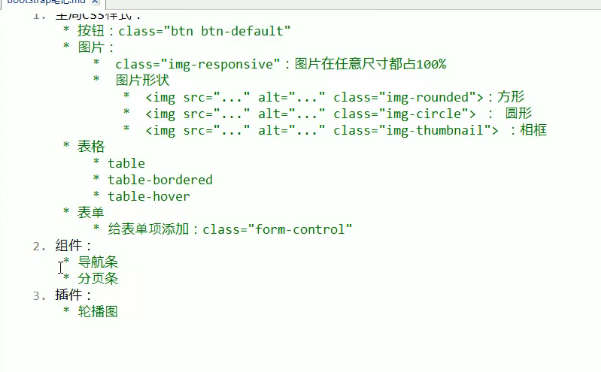 bootstrap笔记.md
1. 全局CSS样式：
* 按钮：class="btn btn-default"
* 图片：
* class="img-responsive"：图片在任意尺寸都占100%
* 图片形状
* <img src="..." alt="..." class="img-rounded">：方形
* <img src="..." alt="..." class="img-circle"> ： 圆形
* <img src="..." alt="..." class="img-thumbnail"> ：相框
* 表格
* table
* table-bordered
* table-hover
* 表单
* 给表单项添加：class="form-control"
2. 组件：
* 导航条
* 分页条
3. 插件：
* 轮播图